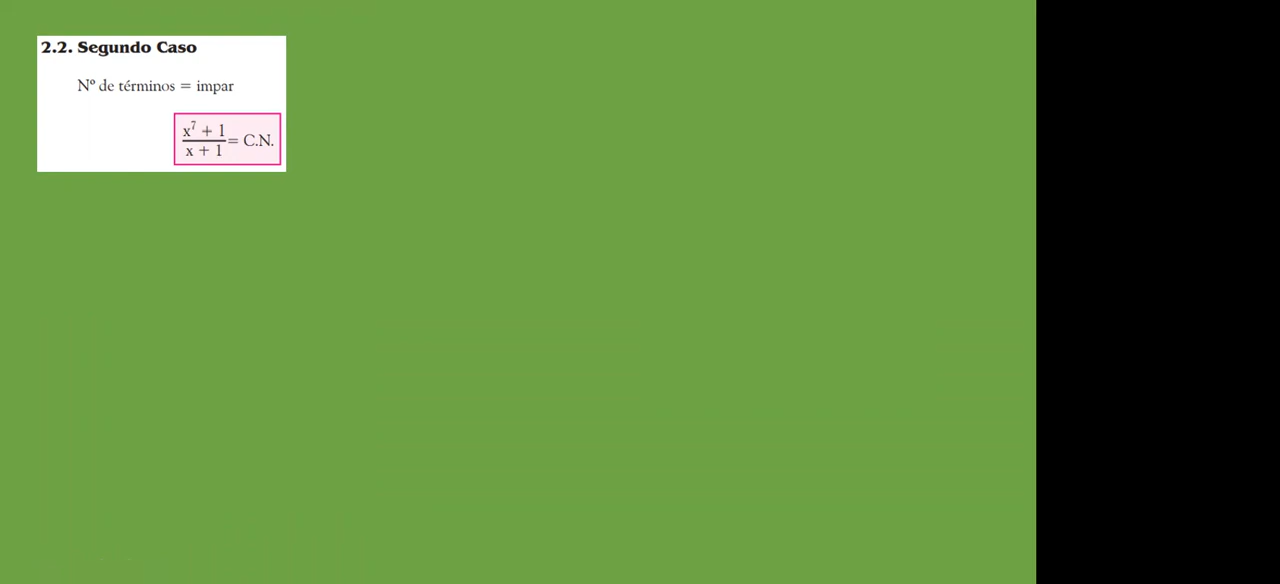 2.2. Segundo Caso
Nº de términos = impar
x⁷ + 1
x + 1
= C.N.